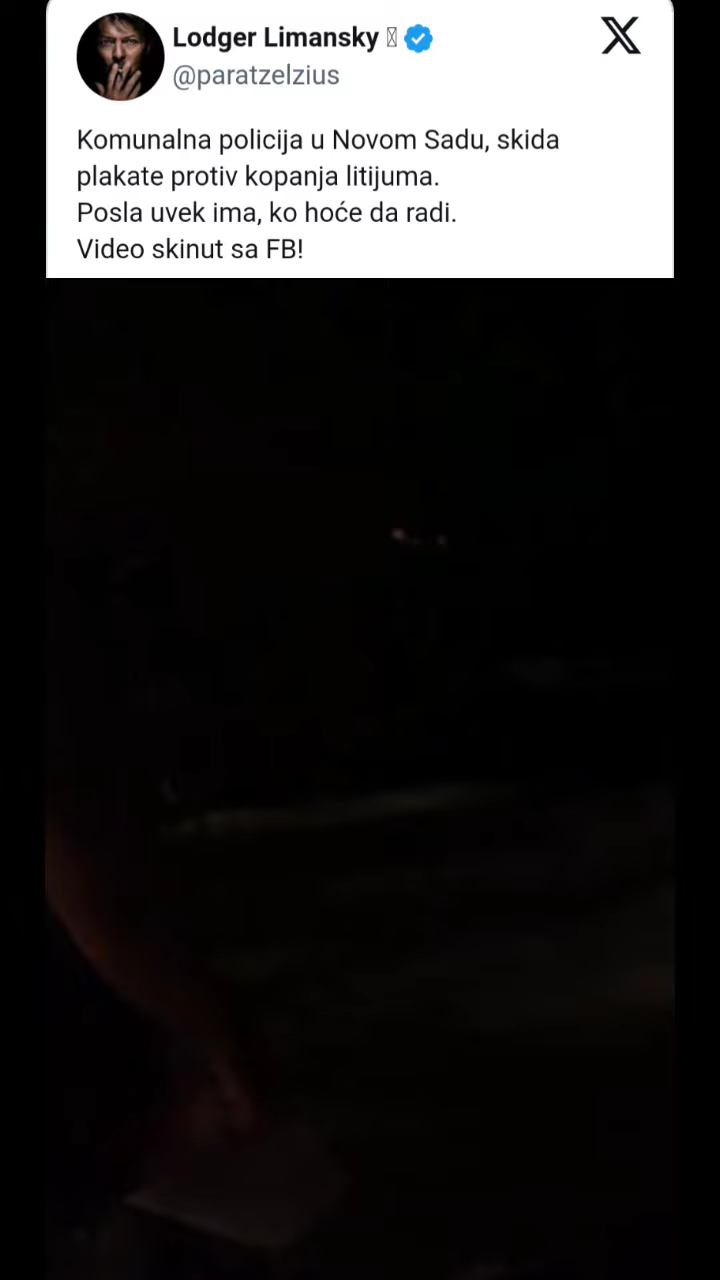 Lodger Limansky
@paratzelzius
Komunalna policija u Novom Sadu, skida
plakate protiv kopanja litijuma.
Posla uvek ima, ko hoće da radi.
Video skinut sa FB!